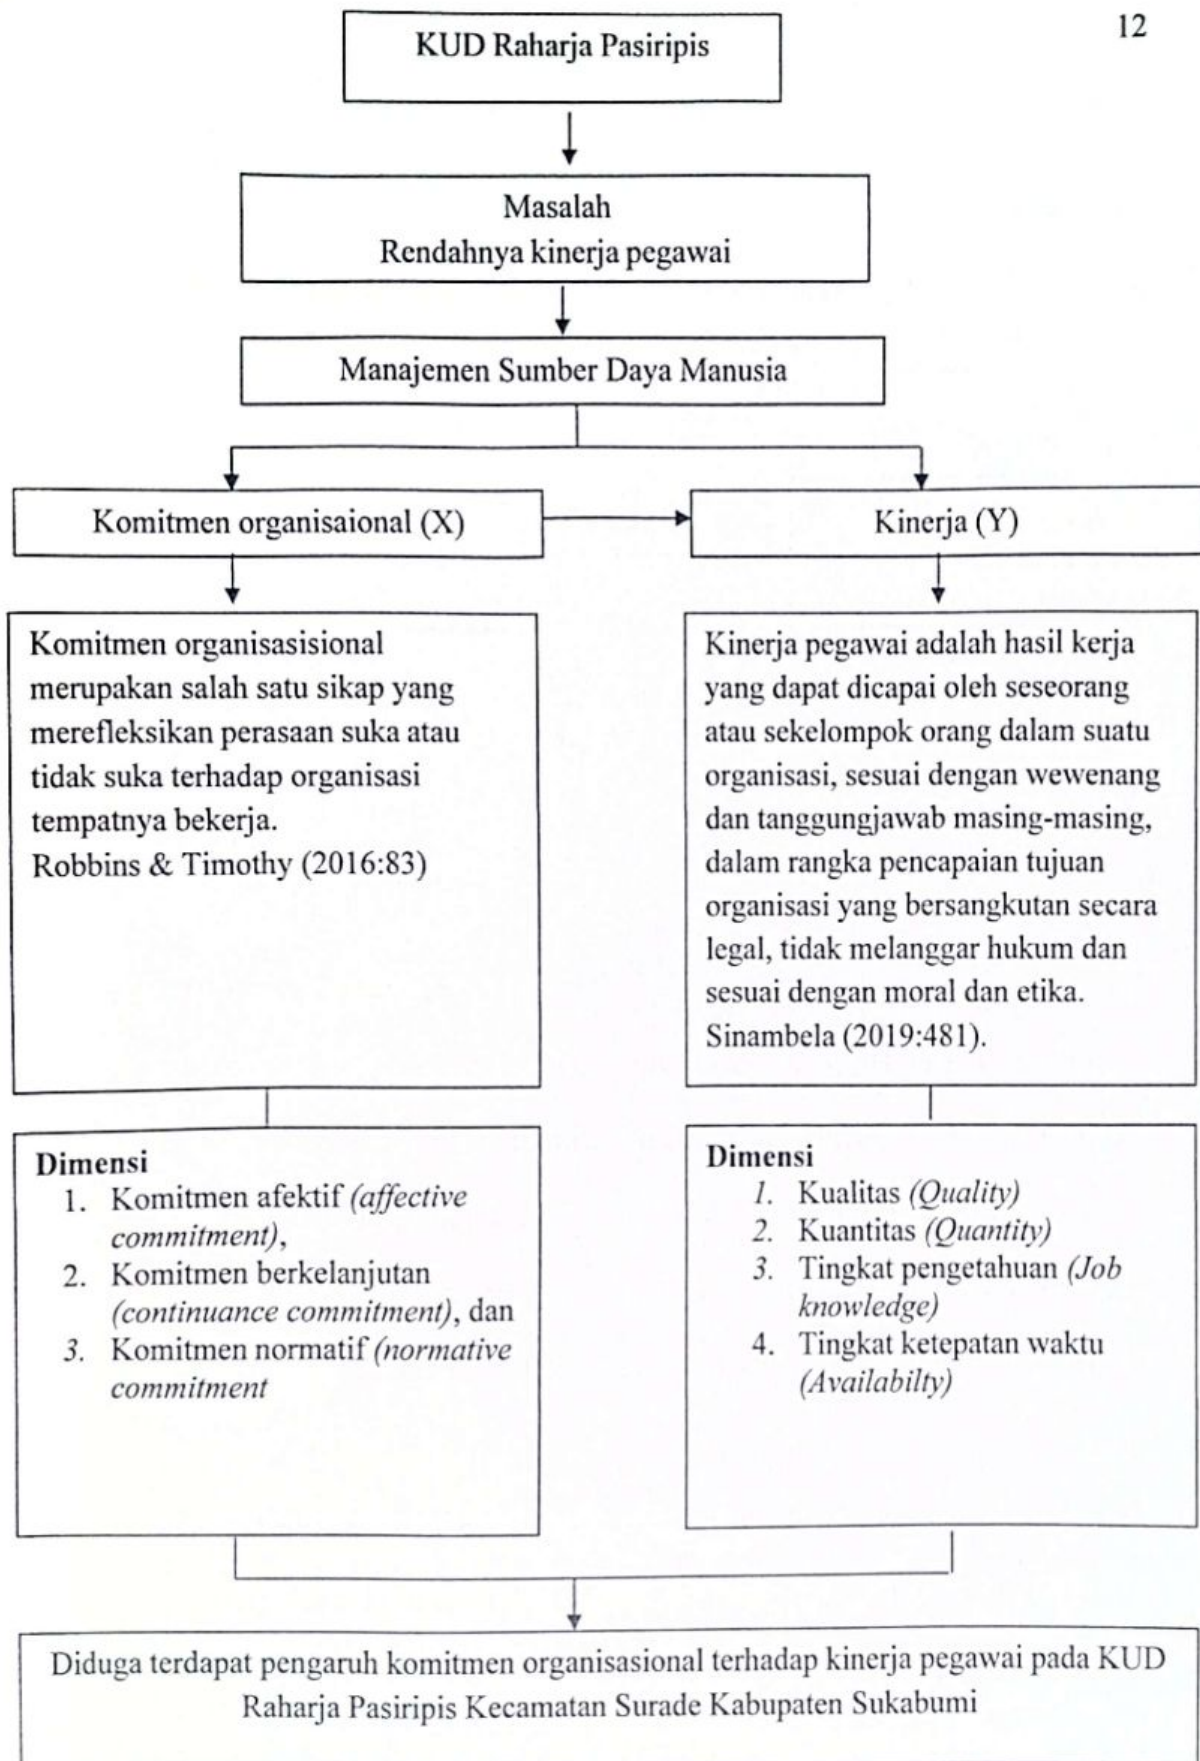 12
KUD Raharja Pasiripis
Masalah
Rendahnya kinerja pegawai
Manajemen Sumber Daya Manusia
Komitmen organisaional (X)
Kinerja (Y)
Komitmen organisasisional
merupakan salah satu sikap yang
merefleksikan perasaan suka atau
tidak suka terhadap organisasi
tempatnya bekerja.
Robbins & Timothy (2016:83)
Kinerja pegawai adalah hasil kerja
yang dapat dicapai oleh seseorang
atau sekelompok orang dalam suatu
organisasi, sesuai dengan wewenang
dan tanggungjawab masing-masing,
dalam rangka pencapaian tujuan
organisasi yang bersangkutan secara
legal, tidak melanggar hukum dan
sesuai dengan moral dan etika.
Sinambela (2019:481).
Dimensi
1. Komitmen afektif (affective
commitment),
2. Komitmen berkelanjutan
(continuance commitment), dan
3. Komitmen normatif (normative
commitment
Dimensi
1. Kualitas (Quality)
2. Kuantitas (Quantity)
3. Tingkat pengetahuan (Job
knowledge)
4. Tingkat ketepatan waktu
(Availabilty)
Diduga terdapat pengaruh komitmen organisasional terhadap kinerja pegawai pada KUD
Raharja Pasiripis Kecamatan Surade Kabupaten Sukabumi